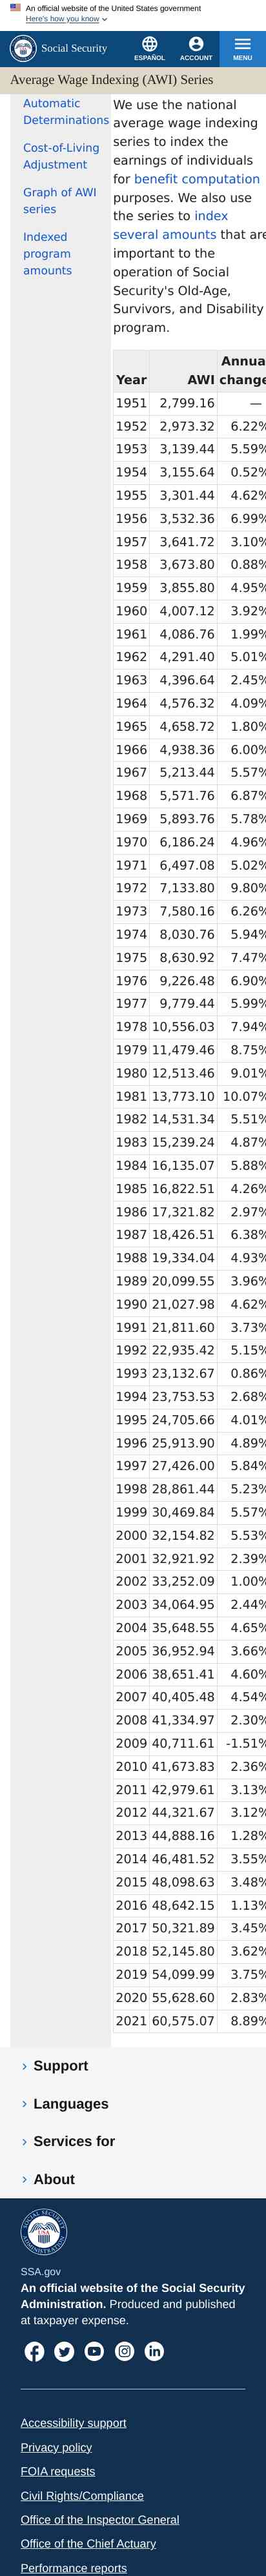 An official website of the United States government
Here's how you know
Social Security
ESPAÑOL
ACCOUNT
MENU
Average Wage Indexing (AWI) Series
Automatic
Determinations
Cost-of-Living
Adjustment
Graph of AWI
series
Indexed
program
amounts
We use the national
average wage indexing
series to index the
earnings of individuals
for benefit computation
purposes. We also use
the series to index
several amounts that are
important to the
operation of Social
Security's Old-Age,
Survivors, and Disability
program.
Annua
Year AWI change
1951 2,799.16 —
1952 2,973.32 6.22%
1953 3,139.44 5.59%
1954 3,155.64 0.52%
1955 3,301.44 4.62%
1956 3,532.36 6.99%
1957 3,641.72 3.10%
1958 3,673.80 0.88%
1959 3,855.80 4.95%
1960 4,007.12 3.92%
1961 4,086.76 1.99%
1962 4,291.40 5.01%
1963 4,396.64 2.45%
1964 4,576.32 4.09%
1965 4,658.72 1.80%
1966 4,938.36 6.00%
1967 5,213.44 5.57%
1968 5,571.76 6.87%
1969 5,893.76 5.78%
1970 6,186.24 4.96%
1971 6,497.08 5.02%
1972 7,133.80 9.80%
1973 7,580.16 6.26%
1974 8,030.76 5.94%
1975 8,630.92 7.47%
1976 9,226.48 6.90%
1977 9,779.44 5.99%
1978 10,556.03 7.94%
1979 11,479.46 8.75%
1980 12,513.46 9.01%
1981 13,773.10 10.07%
1982 14,531.34 5.51%
1983 15,239.24 4.87%
1984 16,135.07 5.88%
1985 16,822.51 4.26%
1986 17,321.82 2.97%
1987 18,426.51 6.38%
1988 19,334.04 4.93%
1989 20,099.55 3.96%
1990 21,027.98 4.62%
1991 21,811.60 3.73%
1992 22,935.42 5.15%
1993 23,132.67 0.86%
1994 23,753.53 2.68%
1995 24,705.66 4.01%
1996 25,913.90 4.89%
1997 27,426.00 5.84%
1998 28,861.44 5.23%
1999 30,469.84 5.57%
2000 32,154.82 5.53%
2001 32,921.92 2.39%
2002 33,252.09 1.00%
2003 34,064.95 2.44%
2004 35,648.55 4.65%
2005 36,952.94 3.66%
2006 38,651.41 4.60%
2007 40,405.48 4.54%
2008 41,334.97 2.30%
2009 40,711.61 -1.51%
2010 41,673.83 2.36%
2011 42,979.61 3.13%
2012 44,321.67 3.12%
2013 44,888.16 1.28%
2014 46,481.52 3.55%
2015 48,098.63 3.48%
2016 48,642.15 1.13%
2017 50,321.89 3.45%
2018 52,145.80 3.62%
2019 54,099.99 3.75%
2020 55,628.60 2.83%
2021 60,575.07 8.89%
Support
Languages
Services for
About
SOCIAL SECURITY
USA
ADMINISTRATION
SSA.gov
An official website of the Social Security
Administration. Produced and published
at taxpayer expense.
Accessibility support
Privacy policy
FOIA requests
Civil Rights/Compliance
Office of the Inspector General
Office of the Chief Actuary
Performance reports